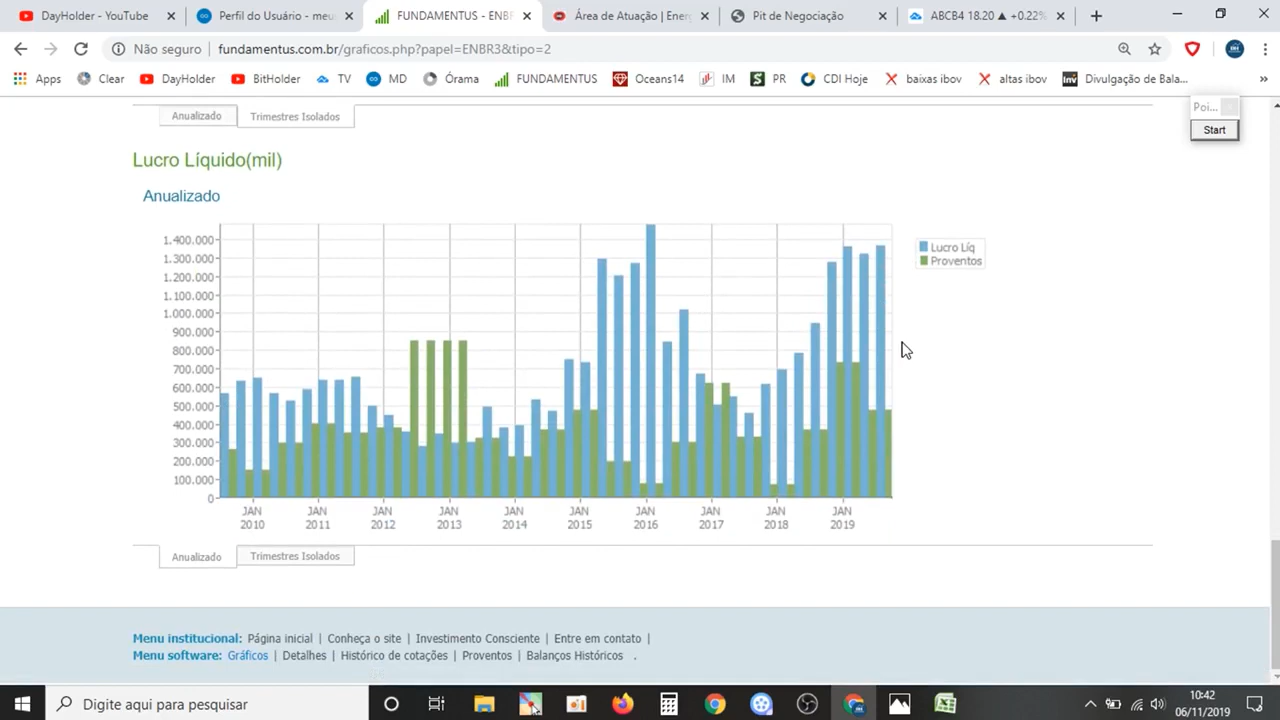 DayHolder - YouTube
Perfil do Usuário - meu
FUNDAMENTUS - ENB
Área de Atuação | Ener
Pit de Negociação
ABCB4 18.20 ▲ +0.22%
Não seguro | fundamentus.com.br/graficos.php?papel=ENBR3&tipo=2
Apps Clear DayHolder BitHolder TV MD Órama FUNDAMENTUS Oceans14 IM PR CDI Hoje baixas ibov altas ibov Divulgação de Bala... »
Poi...
Start
Anualizado Trimestres Isolados
Lucro Líquido(mil)
Anualizado
1.400.000
1.300.000
1.200.000
1.100.000
1.000.000
900.000
800.000
700.000
600.000
500.000
400.000
300.000
200.000
100.000
0
Lucro Líq
Proventos
JAN JAN JAN JAN JAN JAN JAN JAN JAN JAN
2010 2011 2012 2013 2014 2015 2016 2017 2018 2019
Anualizado Trimestres Isolados
Menu institucional: Página inicial | Conheça o site | Investimento Consciente | Entre em contato |
Menu software: Gráficos | Detalhes | Histórico de cotações | Proventos | Balanços Históricos .
Digite aqui para pesquisar
10:42
06/11/2019